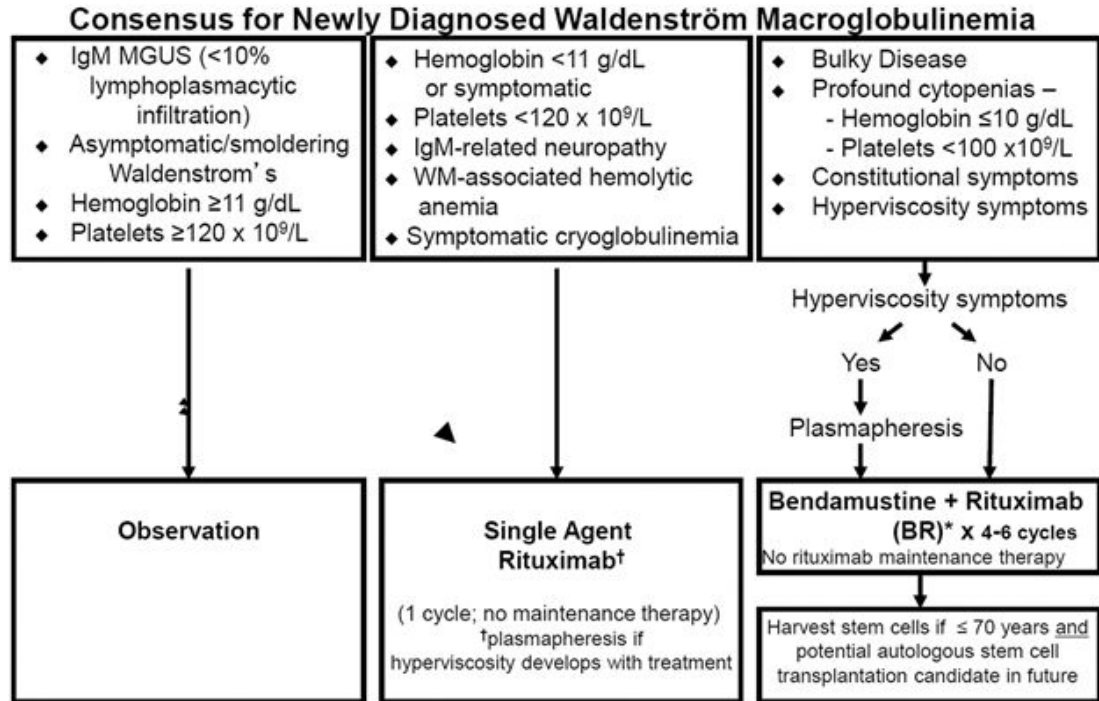 Consensus for Newly Diagnosed Waldenström Macroglobulinemia
◆ IgM MGUS (<10%
lymphoplasmacytic
infiltration)
◆ Asymptomatic/smoldering
Waldenstrom's
◆ Hemoglobin ≥11 g/dL
◆ Platelets ≥120 x 10⁹/L
◆ Hemoglobin <11 g/dL
or symptomatic
◆ Platelets <120 x 10⁹/L
◆ IgM-related neuropathy
◆ WM-associated hemolytic
anemia
◆ Symptomatic cryoglobulinemia
◆ Bulky Disease
◆ Profound cytopenias –
- Hemoglobin ≤10 g/dL
- Platelets <100 x10⁹/L
◆ Constitutional symptoms
◆ Hyperviscosity symptoms
Hyperviscosity symptoms
Yes
No
Plasmapheresis
Observation
Single Agent
Rituximab†
(1 cycle; no maintenance therapy)
†plasmapheresis if
hyperviscosity develops with treatment
Bendamustine + Rituximab
(BR)* x 4-6 cycles
No rituximab maintenance therapy
Harvest stem cells if ≤ 70 years and
potential autologous stem cell
transplantation candidate in future